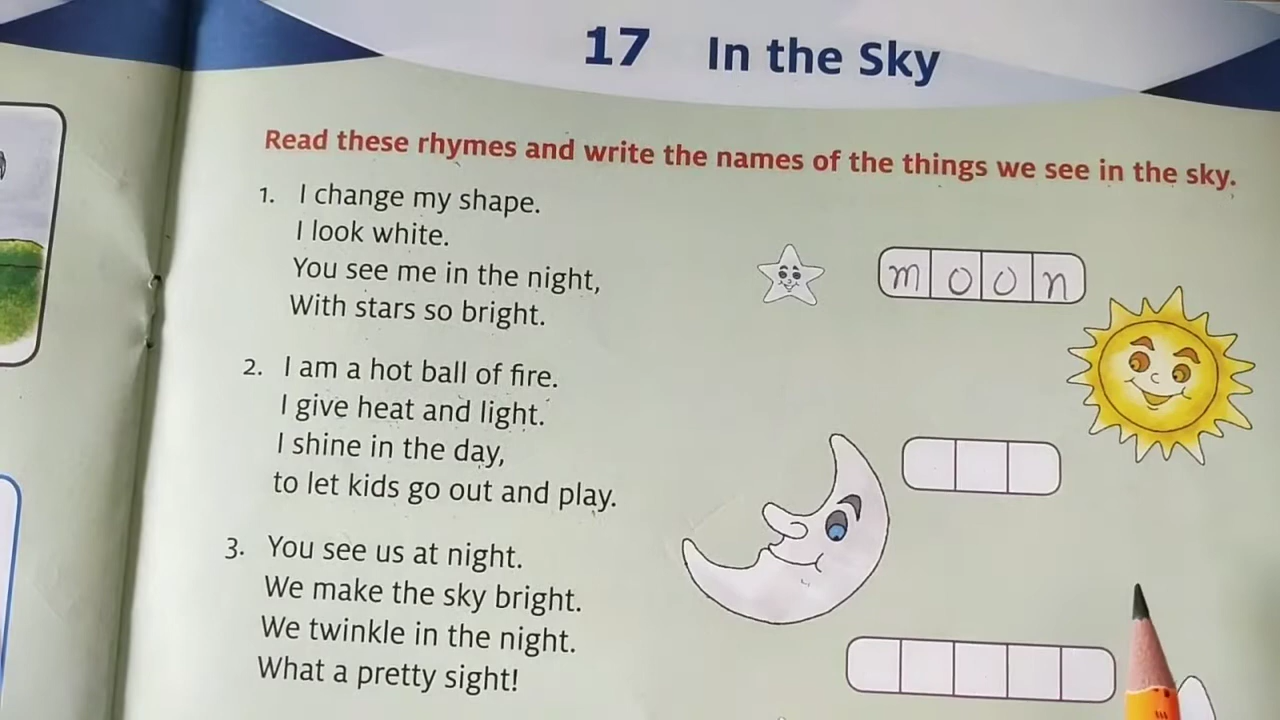 17 In the Sky
Read these rhymes and write the names of the things we see in the sky.
1. I change my shape.
I look white.
You see me in the night,
With stars so bright.
moon
2. I am a hot ball of fire.
I give heat and light.
I shine in the day,
to let kids go out and play.
3. You see us at night.
We make the sky bright.
We twinkle in the night.
What a pretty sight!